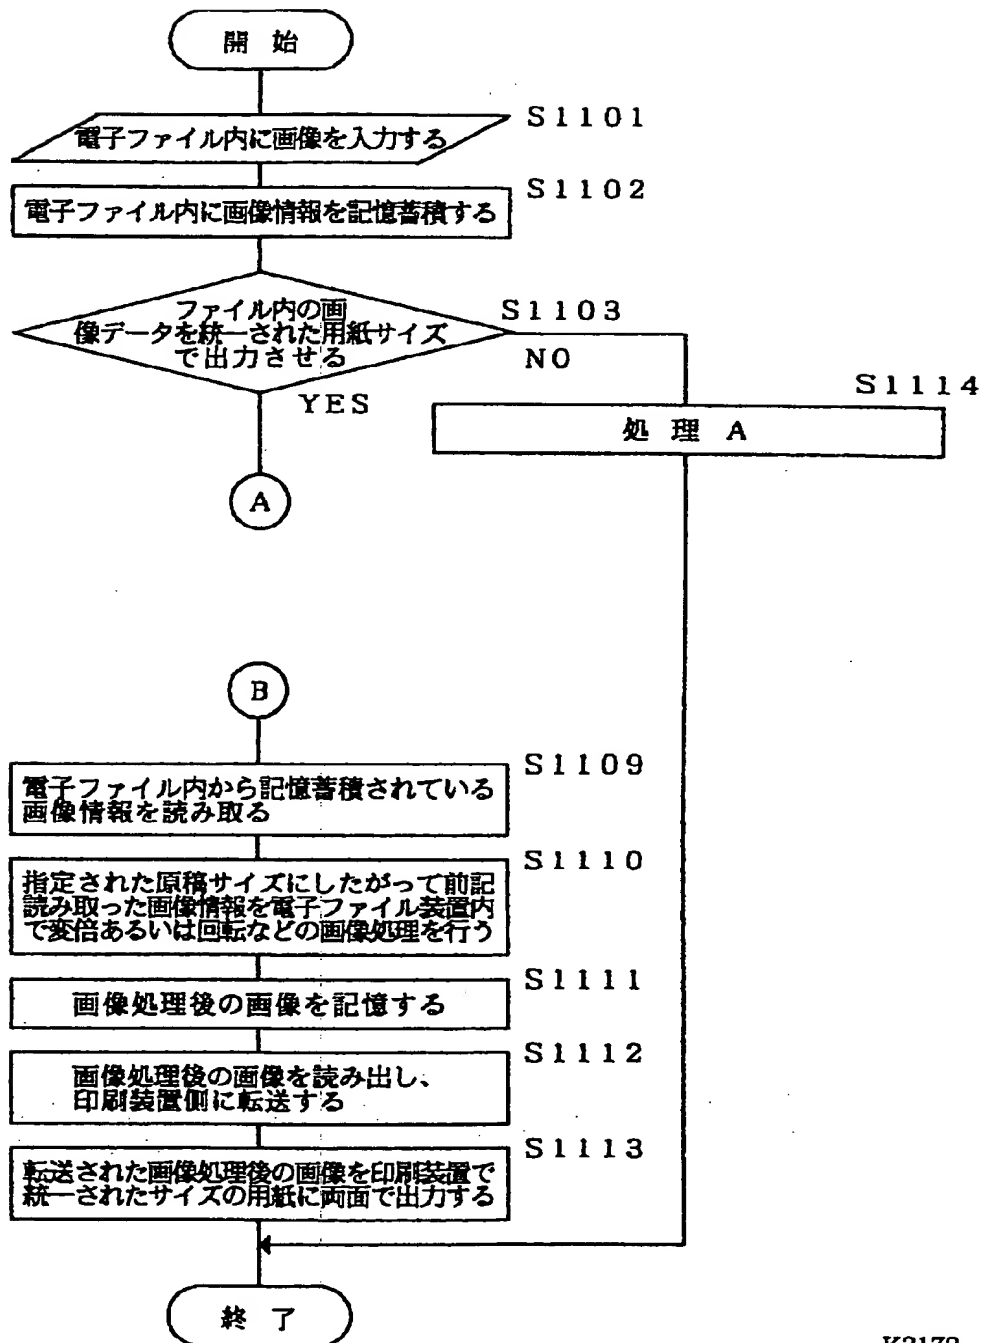 開始
S1101
電子ファイル内に画像を入力する
S1102
電子ファイル内に画像情報を記憶蓄積する
ファイル内の画
像データを統一された用紙サイズ
で出力させる
S1103
NO
YES
S1114
処理A
A
B
S1109
電子ファイル内から記憶蓄積されている
画像情報を読み取る
S1110
指定された原稿サイズにしたがって前記
読み取った画像情報を電子ファイル装置内
で変倍あるいは回転などの画像処理を行う
S1111
画像処理後の画像を記憶する
S1112
画像処理後の画像を読み出し、
印刷装置側に転送する
S1113
転送された画像処理後の画像を印刷装置で
統一されたサイズの用紙に両面で出力する
終了
K2179